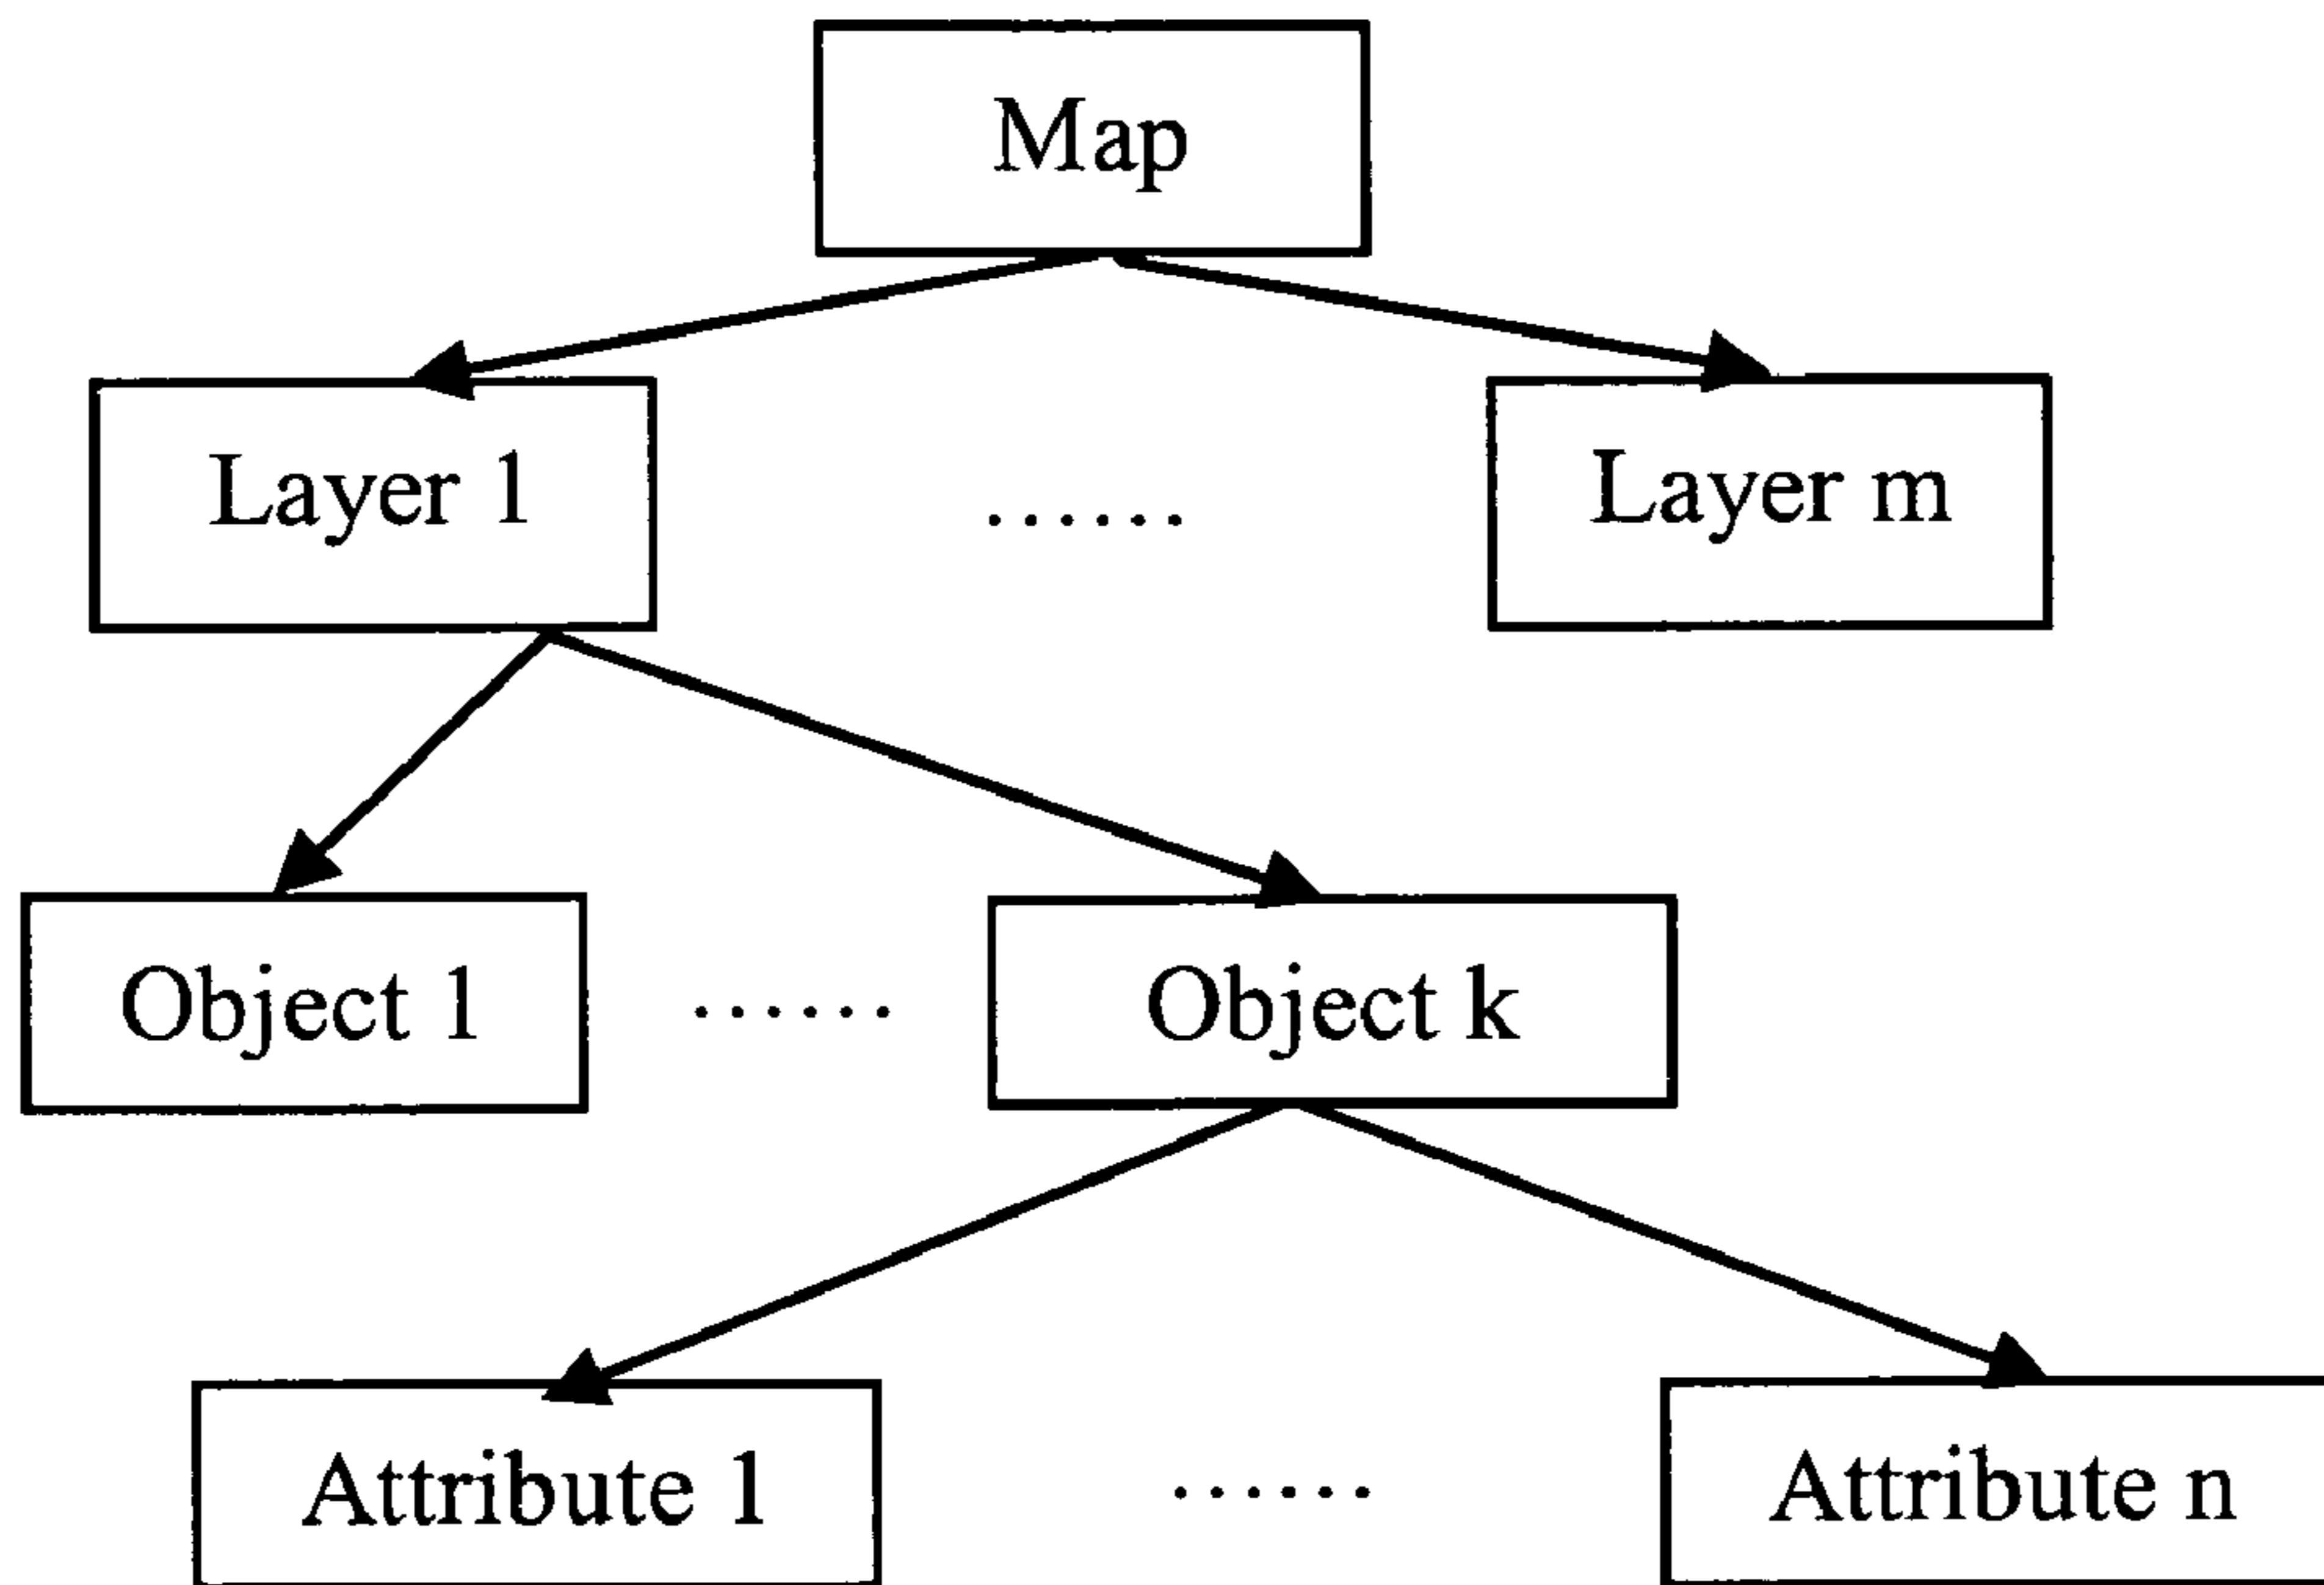 Map
Layer 1
......
Layer m
Object 1
......
Object k
Attribute 1
......
Attribute n